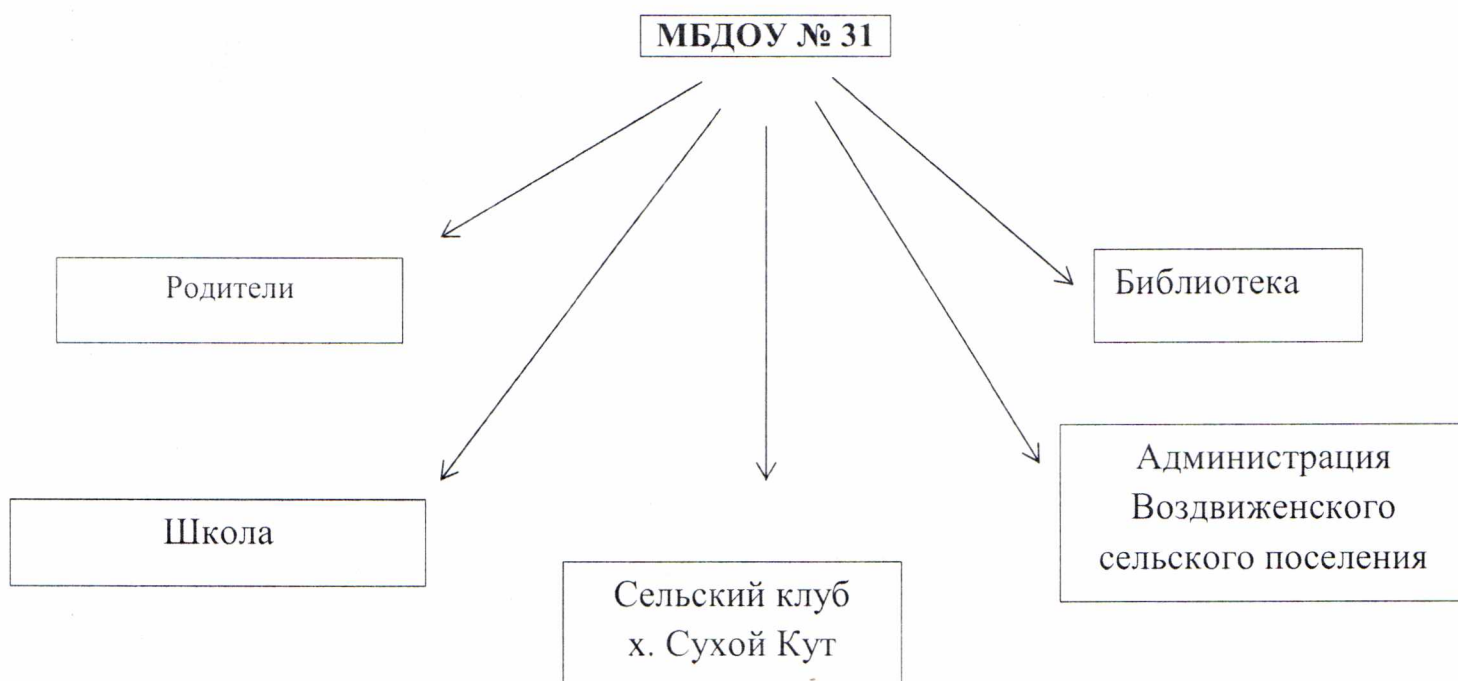 МБДОУ № 31
Родители
Библиотека
Школа
Администрация
Воздвиженского
сельского поселения
Сельский клуб
х. Сухой Кут